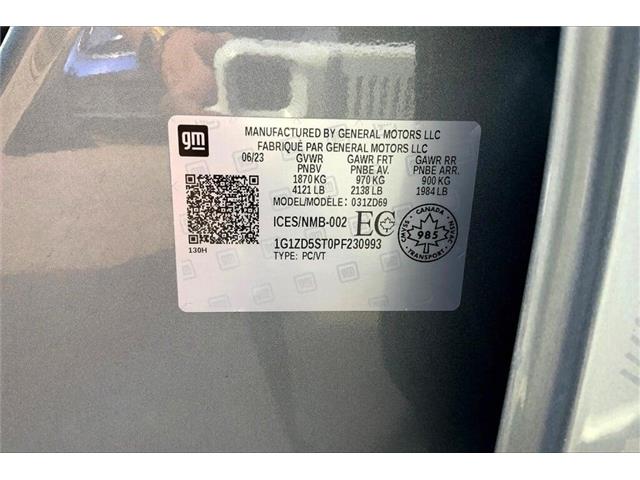 gm
MANUFACTURED BY GENERAL MOTORS LLC
FABRIQUÉ PAR GENERAL MOTORS LLC
06/23 GVWR GAWR FRT GAWR RR
PNBV PNBE AV. PNBE ARR.
1870 KG 970 KG 900 KG
4121 LB 2138 LB 1984 LB
MODEL/MODÈLE: 031ZD69
ICES/NMB-002 EC
CANADA
CMVSS 985 NSVAC
TRANSPORT
1G1ZD5ST0PF230993
130H TYPE: PC/VT